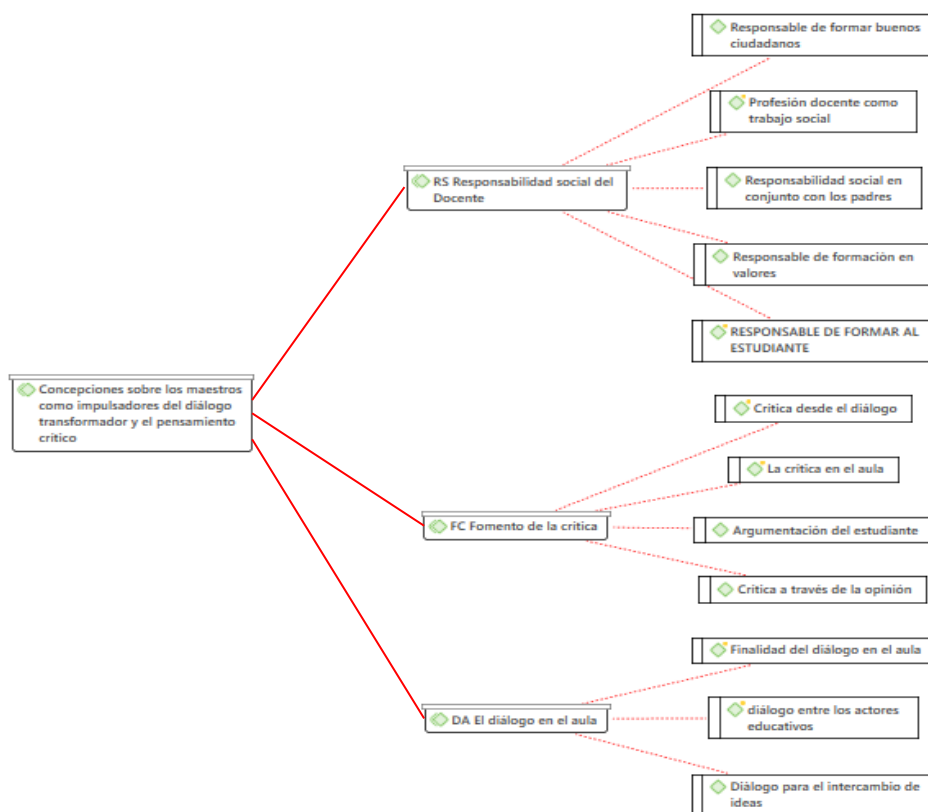 Responsable de formar buenos
ciudadanos
Profesión docente como
trabajo social
RS Responsabilidad social del
Docente
Responsabilidad social en
conjunto con los padres
Responsable de formaciòn en
valores
RESPONSABLE DE FORMAR AL
ESTUDIANTE
Concepciones sobre los maestros
como impulsadores del diálogo
transformador y el pensamiento
crítico
Crítica desde el diálogo
La crítica en el aula
FC Fomento de la crítica
Argumentación del estudiante
Crítica a través de la opinión
Finalidad del diálogo en el aula
DA El diálogo en el aula
diálogo entre los actores
educativos
Diàlogo para el intercambio de
ideas